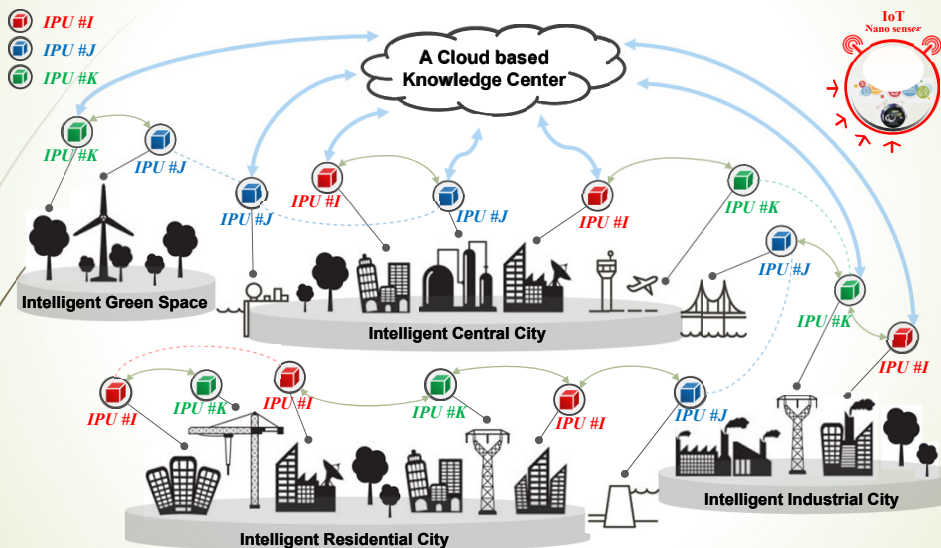 IPU #I
IPU #J
IPU #K
A Cloud based
Knowledge Center
IoT
Nano senser
IPU #K
IPU #J
IPU #J
IPU #I
IPU #J
IPU #I
IPU #K
IPU #J
IPU #K
IPU #I
Intelligent Green Space
Intelligent Central City
IPU #I
IPU #K
IPU #I
IPU #K
IPU #I
IPU #J
Intelligent Industrial City
Intelligent Residential City